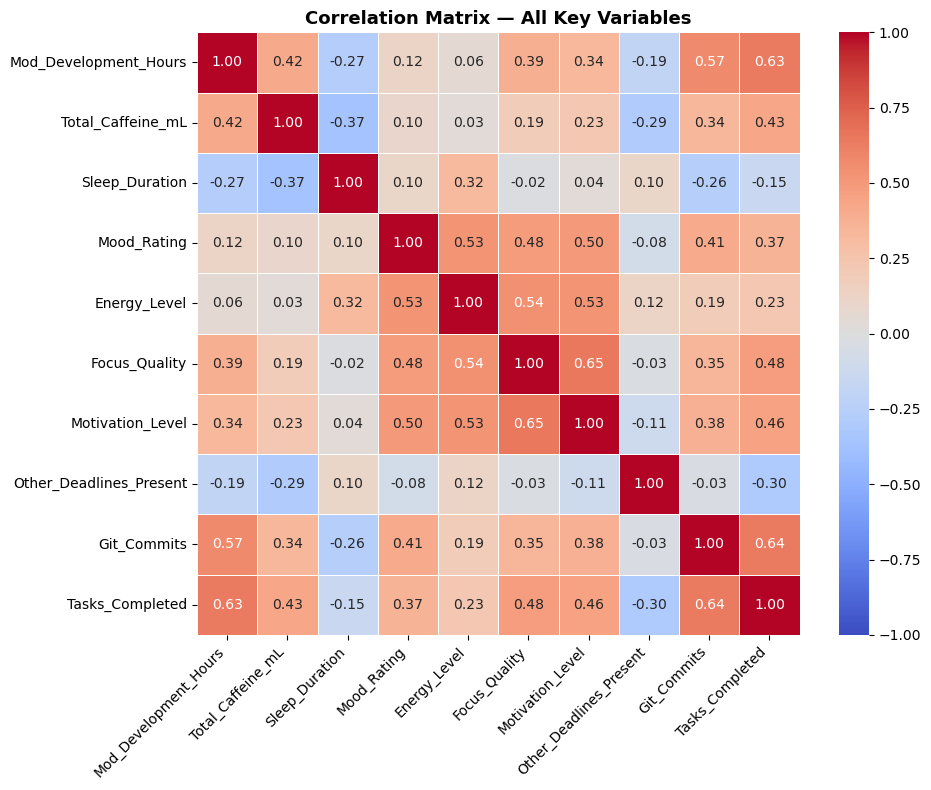 Correlation Matrix — All Key Variables
Mod_Development_Hours 1.00 0.42 -0.27 0.12 0.06 0.39 0.34 -0.19 0.57 0.63
Total_Caffeine_mL 0.42 1.00 -0.37 0.10 0.03 0.19 0.23 -0.29 0.34 0.43
Sleep_Duration -0.27 -0.37 1.00 0.10 0.32 -0.02 0.04 0.10 -0.26 -0.15
Mood_Rating 0.12 0.10 0.10 1.00 0.53 0.48 0.50 -0.08 0.41 0.37
Energy_Level 0.06 0.03 0.32 0.53 1.00 0.54 0.53 0.12 0.19 0.23
Focus_Quality 0.39 0.19 -0.02 0.48 0.54 1.00 0.65 -0.03 0.35 0.48
Motivation_Level 0.34 0.23 0.04 0.50 0.53 0.65 1.00 -0.11 0.38 0.46
Other_Deadlines_Present -0.19 -0.29 0.10 -0.08 0.12 -0.03 -0.11 1.00 -0.03 -0.30
Git_Commits 0.57 0.34 -0.26 0.41 0.19 0.35 0.38 -0.03 1.00 0.64
Tasks_Completed 0.63 0.43 -0.15 0.37 0.23 0.48 0.46 -0.30 0.64 1.00
Mod_Development_Hours
Total_Caffeine_mL
Sleep_Duration
Mood_Rating
Energy_Level
Focus_Quality
Motivation_Level
Other_Deadlines_Present
Git_Commits
Tasks_Completed
1.00
0.75
0.50
0.25
0.00
−0.25
−0.50
−0.75
−1.00